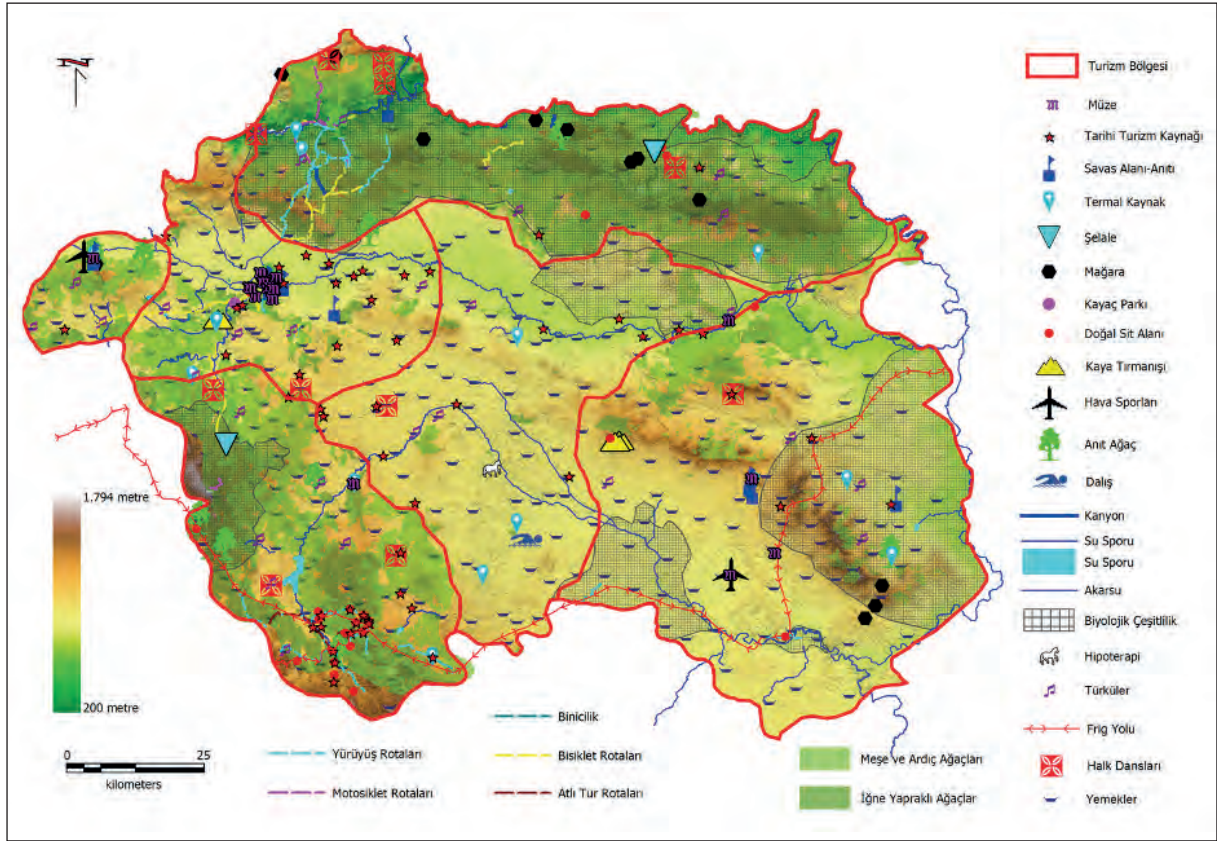 Turizm Bölgesi
Müze
Tarihi Turizm Kaynağı
Savas Alanı-Anıtı
Termal Kaynak
Şelale
Mağara
Kayaç Parkı
Doğal Sit Alanı
Kaya Tırmanışı
Hava Sporları
Anıt Ağaç
Dalış
Kanyon
Su Sporu
Su Sporu
Akarsu
Biyolojik Çeşitlilik
Hipoterapi
Türküler
Frig Yolu
Halk Dansları
Yemekler
1.794 metre
200 metre
0 25
kilometers
Binicilik
Yürüyüş Rotaları
Bisiklet Rotaları
Motosiklet Rotaları
Atlı Tur Rotaları
Meşe ve Ardıç Ağaçları
İğne Yapraklı Ağaçlar